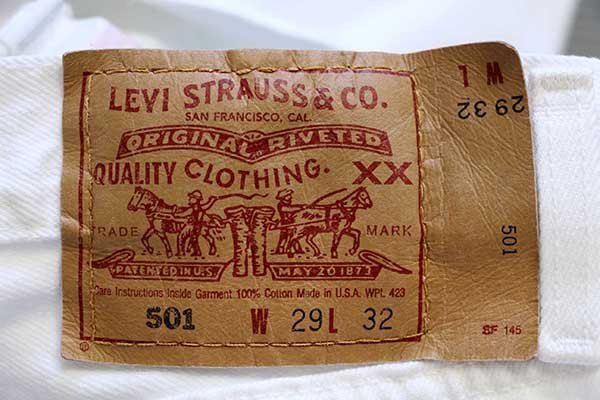 LEVI STRAUSS & CO.
SAN FRANCISCO, CAL.
ORIGINAL RIVETED
QUALITY CLOTHING. XX
TRADE MARK
PATENTED IN U.S. MAY 20 1873
Care Instructions Inside Garment 100% Cotton Made in U.S.A. WPL 423
501 W 29 L 32
®
W L
29 32
501
SF 145